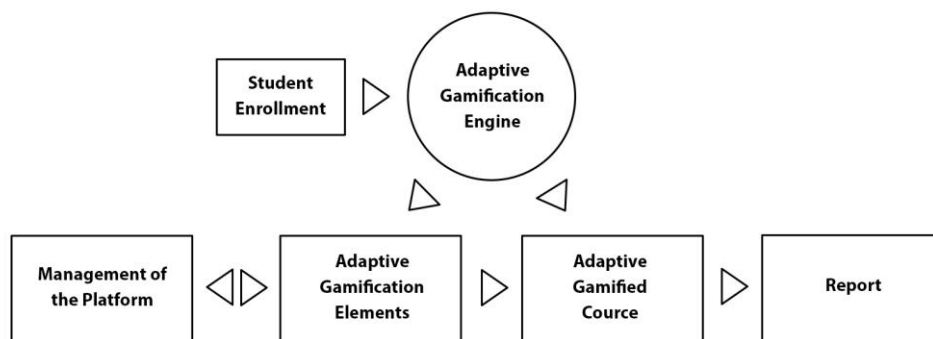 Student
Enrollment
Adaptive
Gamification
Engine
Management of
the Platform
Adaptive
Gamification
Elements
Adaptive
Gamified
Cource
Report